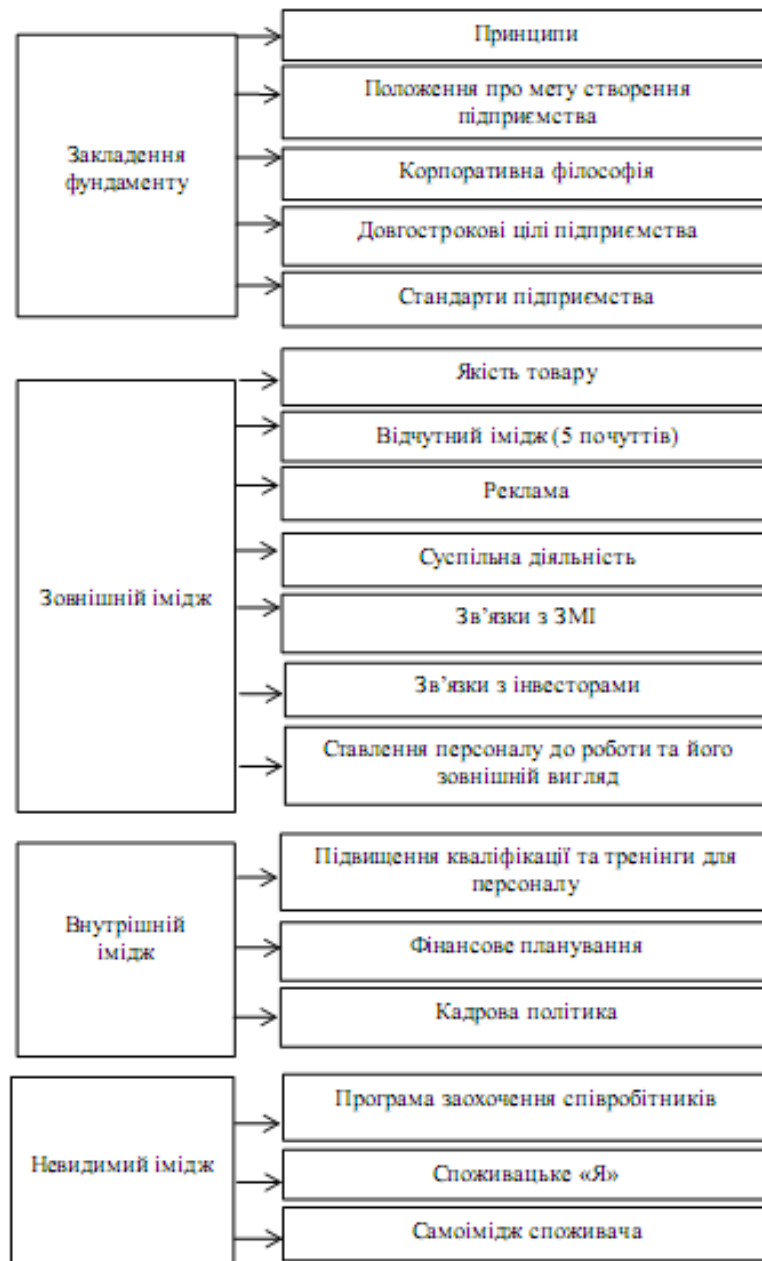 Закладення
фундаменту
Принципи
Положення про мету створення
підприємства
Корпоративна філософія
Довгострокові цілі підприємства
Стандарти підприємства
Зовнішній імідж
Якість товару
Відчутний імідж (5 почуттів)
Реклама
Суспільна діяльність
Зв’язки з ЗМІ
Зв’язки з інвесторами
Ставлення персоналу до роботи та його
зовнішній вигляд
Внутрішній
імідж
Підвищення кваліфікації та тренінги для
персоналу
Фінансове планування
Кадрова політика
Невидимий імідж
Програма заохочення співробітників
Споживацьке «Я»
Самоімідж споживача